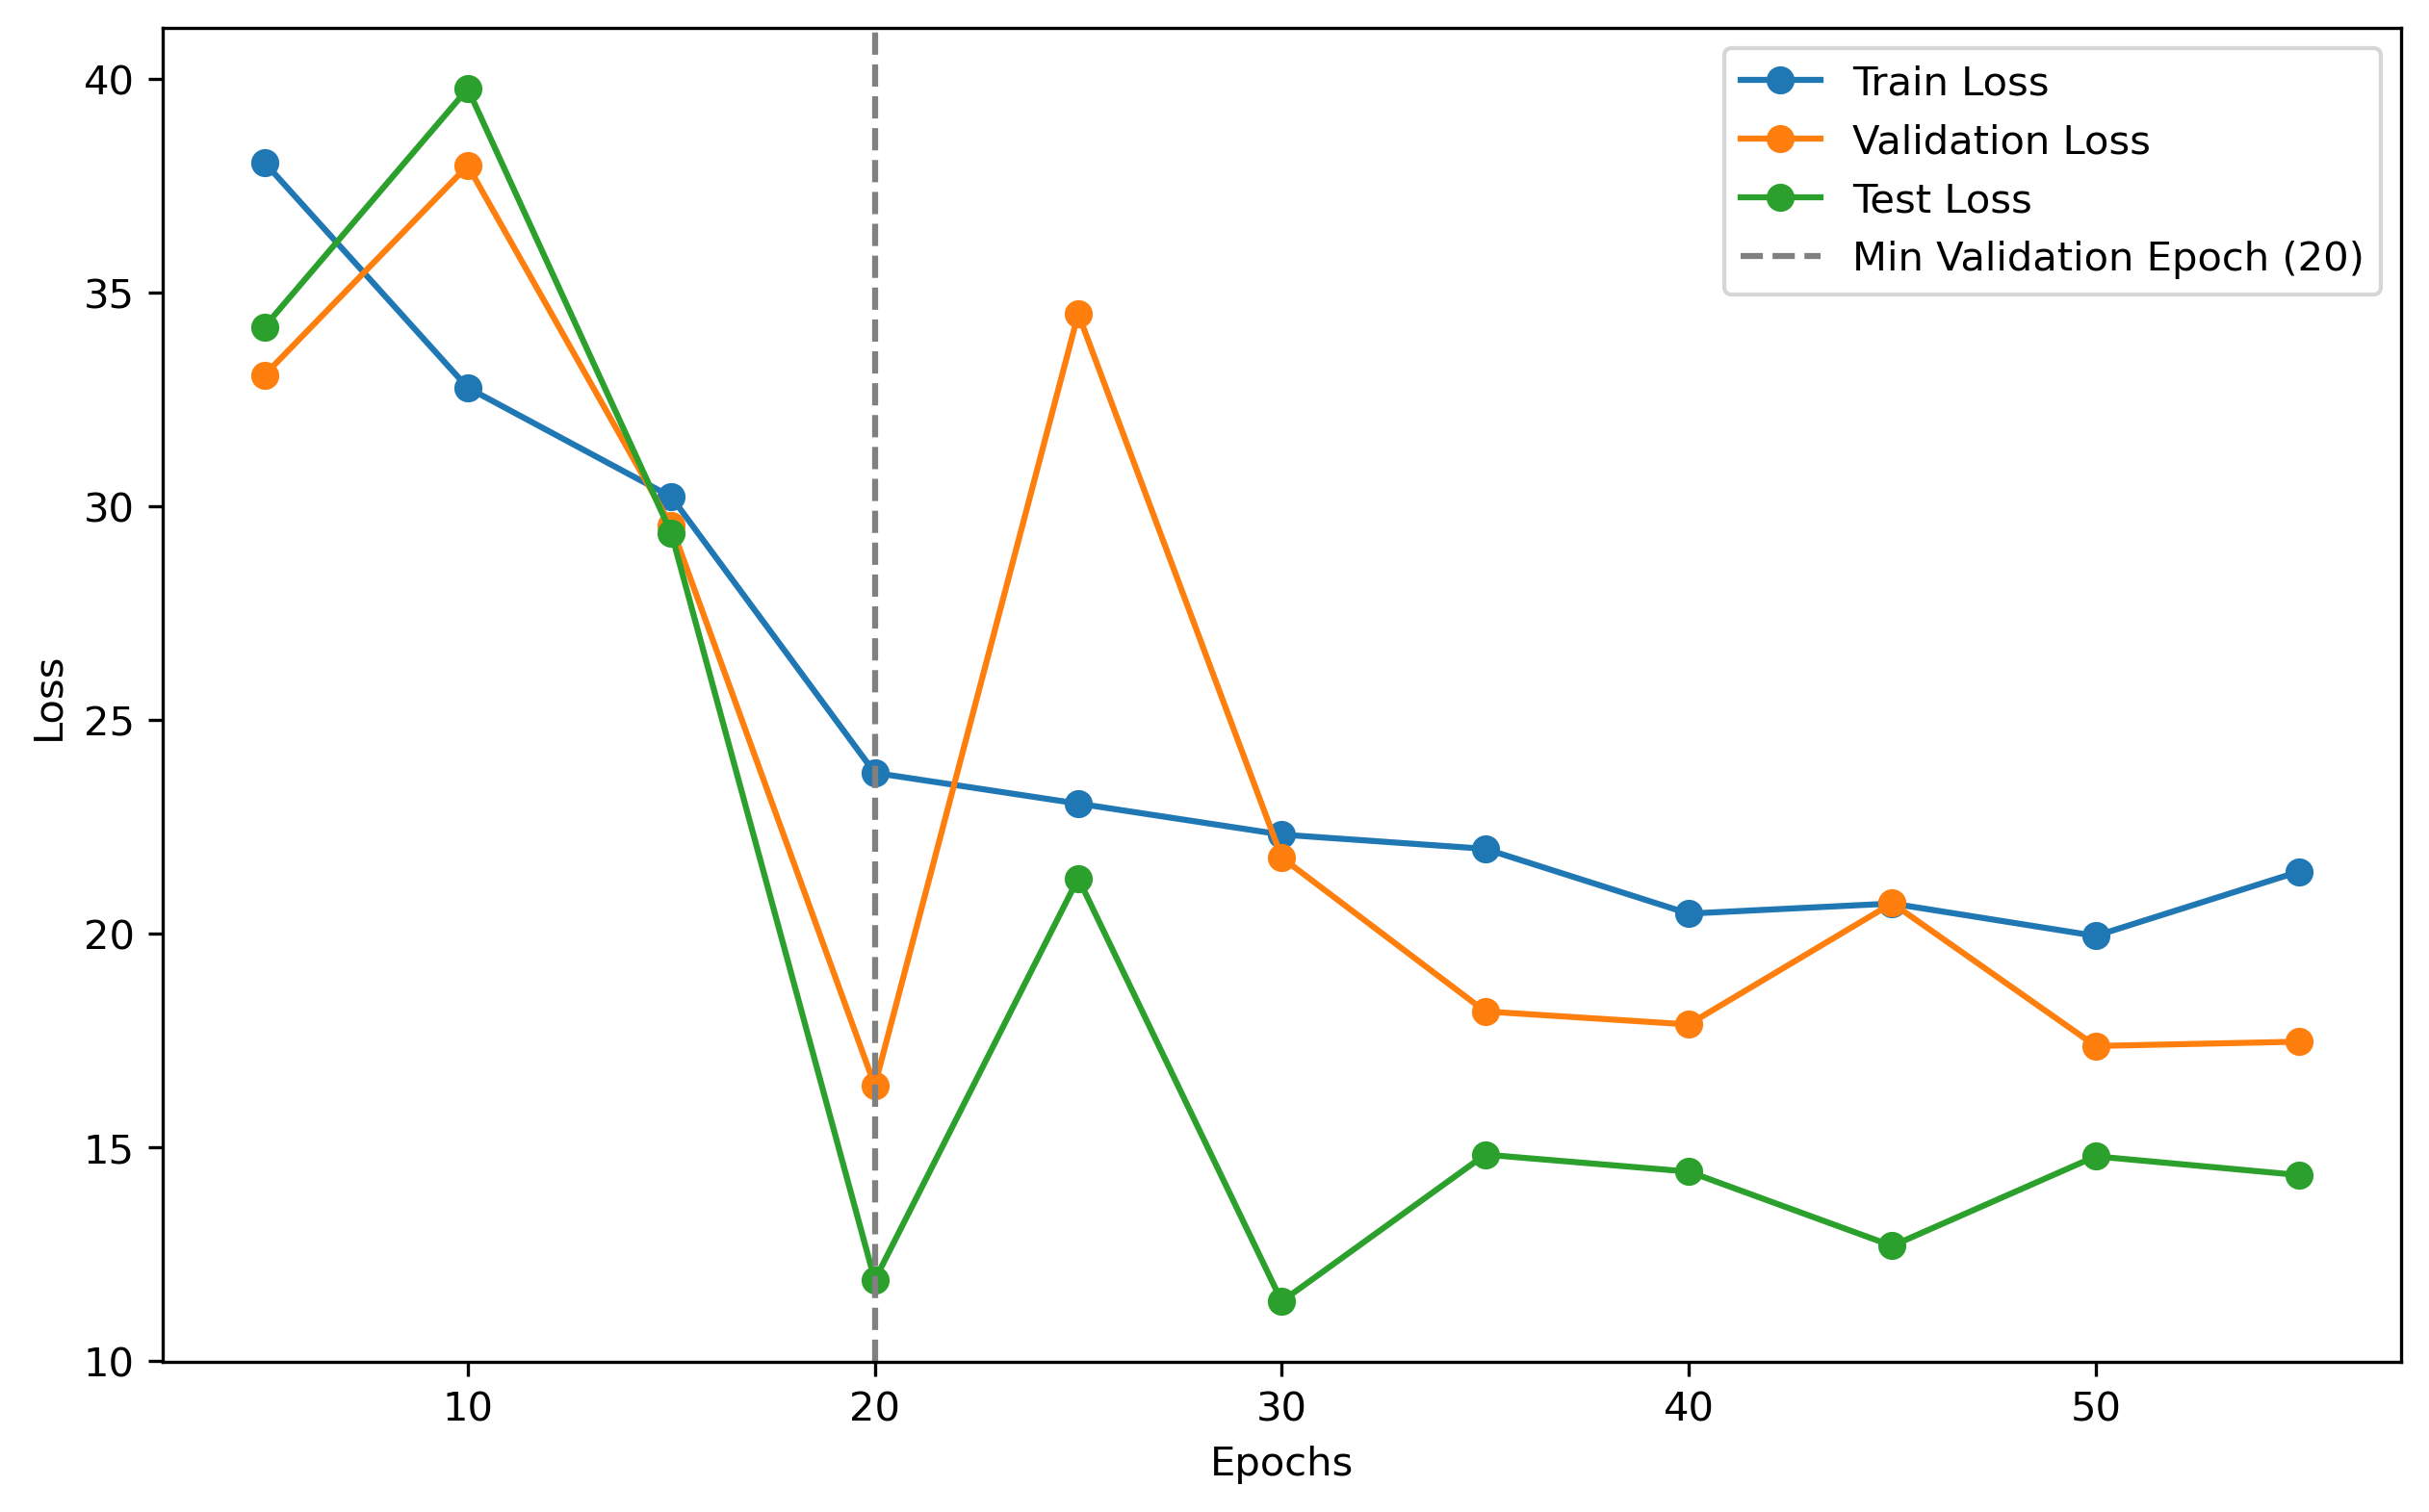 40
35
30
25
20
15
10
Loss
10 20 30 40 50
Epochs
Train Loss
Validation Loss
Test Loss
Min Validation Epoch (20)